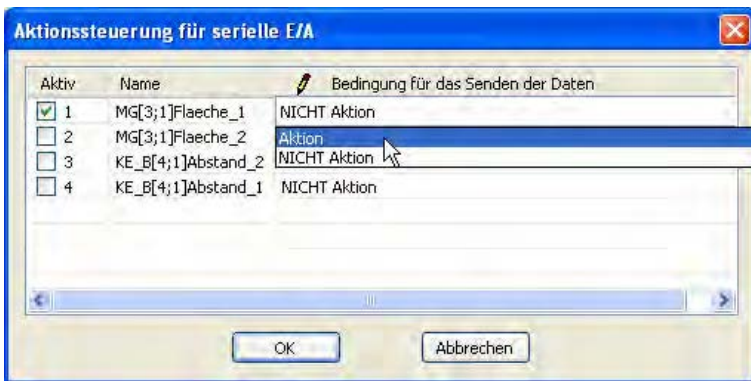 Aktionssteuerung für serielle E/A
Aktiv Name Bedingung für das Senden der Daten
1 MG[3;1]Flaeche_1 NICHT Aktion
2 MG[3;1]Flaeche_2 Aktion
3 KE_B[4;1]Abstand_2 NICHT Aktion
4 KE_B[4;1]Abstand_1 NICHT Aktion
OK Abbrechen